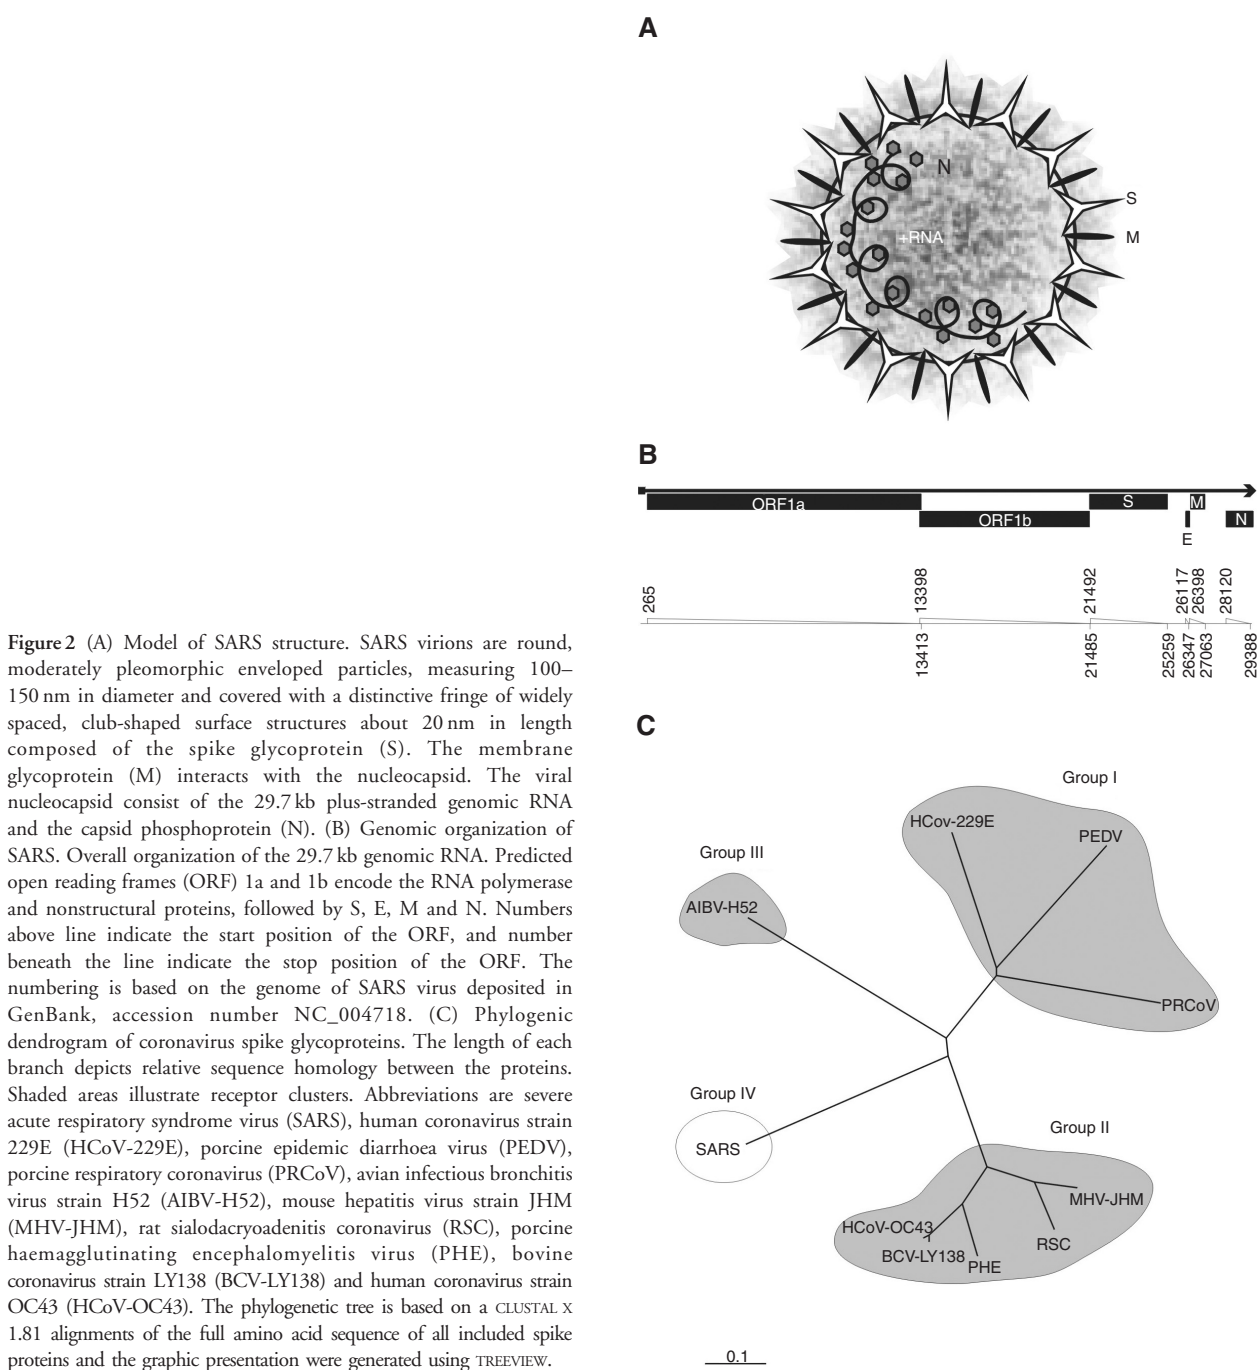 A
N
S
+RNA
M
B
ORF1a
S
M
ORF1b
N
E
265
13398
21492
26117
26398
28120
13413
21485
25259
26347
27063
29388
Figure 2 (A) Model of SARS structure. SARS virions are round,
moderately pleomorphic enveloped particles, measuring 100–
150 nm in diameter and covered with a distinctive fringe of widely
spaced, club-shaped surface structures about 20 nm in length
composed of the spike glycoprotein (S). The membrane
glycoprotein (M) interacts with the nucleocapsid. The viral
nucleocapsid consist of the 29.7 kb plus-stranded genomic RNA
and the capsid phosphoprotein (N). (B) Genomic organization of
SARS. Overall organization of the 29.7 kb genomic RNA. Predicted
open reading frames (ORF) 1a and 1b encode the RNA polymerase
and nonstructural proteins, followed by S, E, M and N. Numbers
above line indicate the start position of the ORF, and number
beneath the line indicate the stop position of the ORF. The
numbering is based on the genome of SARS virus deposited in
GenBank, accession number NC_004718. (C) Phylogenic
dendrogram of coronavirus spike glycoproteins. The length of each
branch depicts relative sequence homology between the proteins.
Shaded areas illustrate receptor clusters. Abbreviations are severe
acute respiratory syndrome virus (SARS), human coronavirus strain
229E (HCoV-229E), porcine epidemic diarrhoea virus (PEDV),
porcine respiratory coronavirus (PRCoV), avian infectious bronchitis
virus strain H52 (AIBV-H52), mouse hepatitis virus strain JHM
(MHV-JHM), rat sialodacryoadenitis coronavirus (RSC), porcine
haemagglutinating encephalomyelitis virus (PHE), bovine
coronavirus strain LY138 (BCV-LY138) and human coronavirus strain
OC43 (HCoV-OC43). The phylogenetic tree is based on a CLUSTAL X
1.81 alignments of the full amino acid sequence of all included spike
proteins and the graphic presentation were generated using TREEVIEW.
C
Group I
HCov-229E
PEDV
Group III
AIBV-H52
PRCoV
Group IV
SARS
Group II
MHV-JHM
HCoV-OC43
RSC
BCV-LY138
PHE
0.1